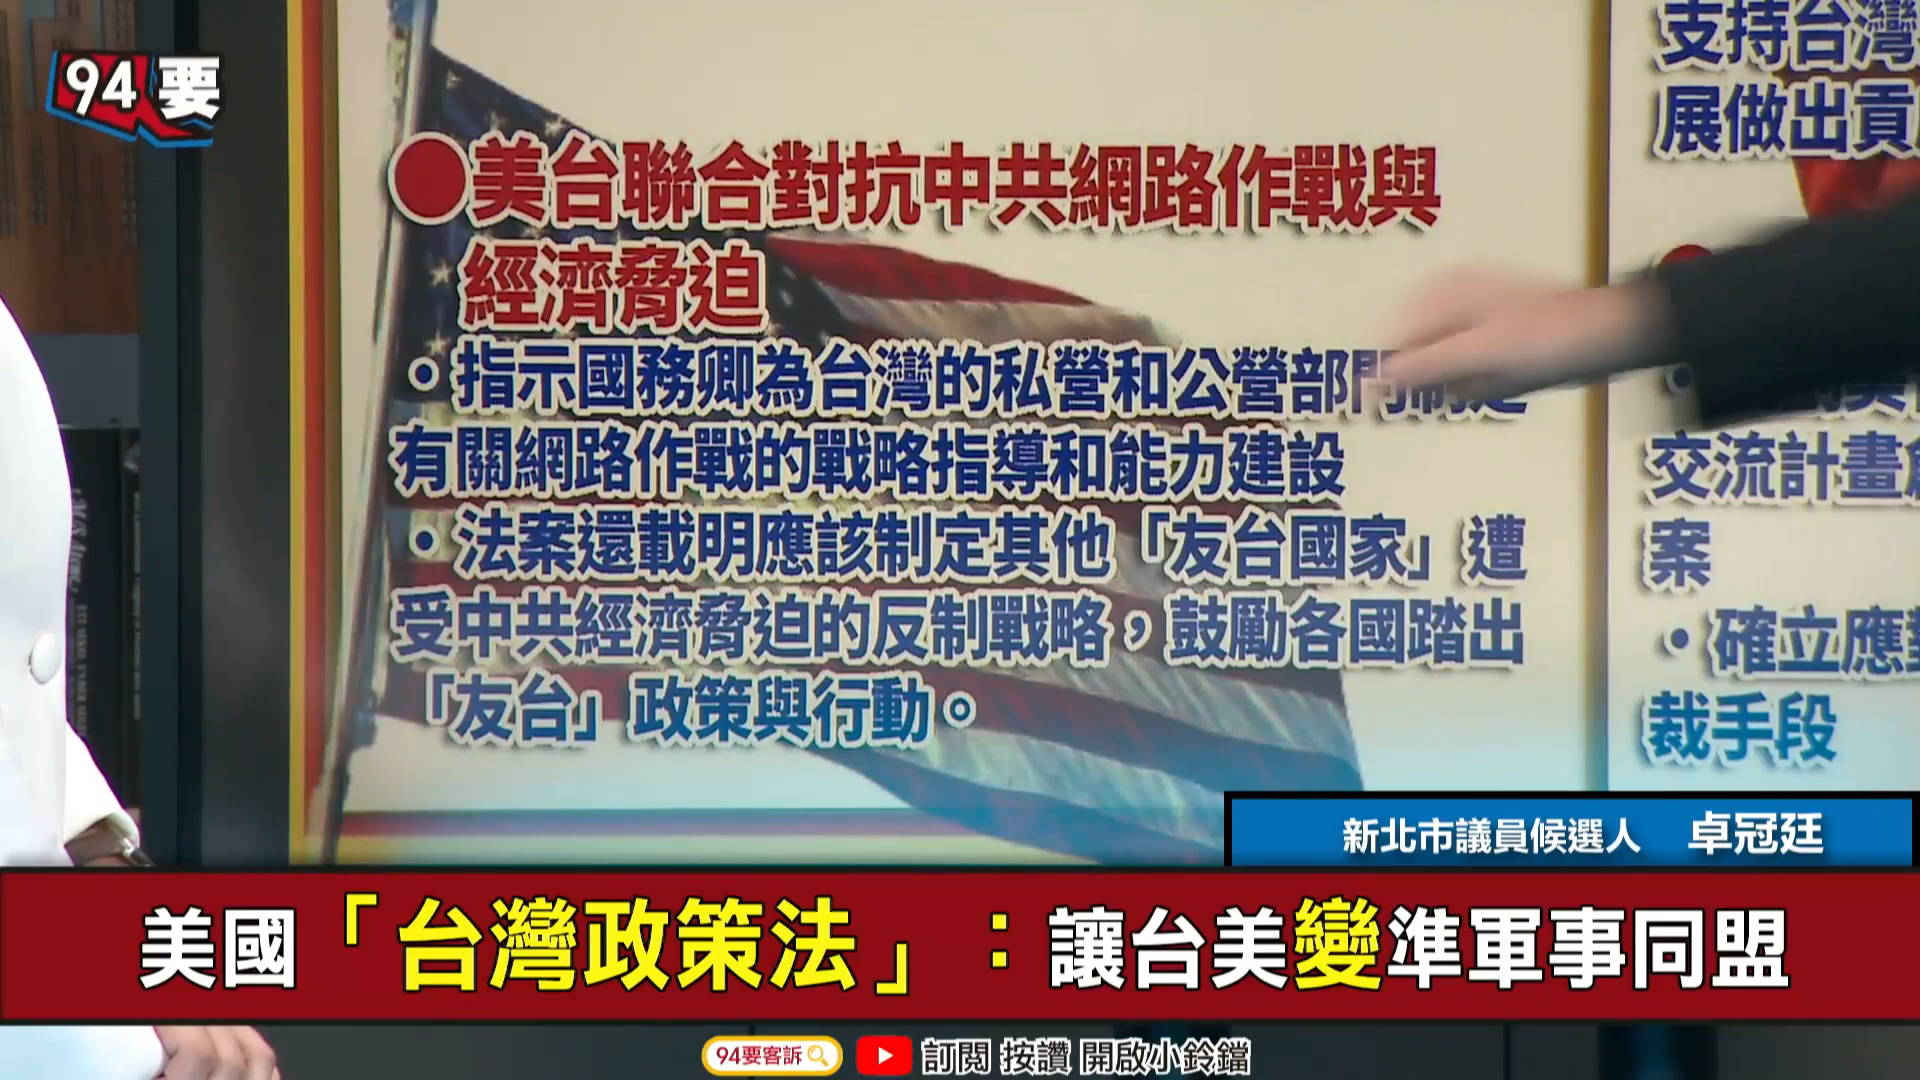 94要
●美台聯合對抗中共網路作戰與
經濟脅迫
•指示國務卿為台灣的私營和公營部門制定
有關網路作戰的戰略指導和能力建設
•法案還載明應該制定其他「友台國家」遭
受中共經濟脅迫的反制戰略，鼓勵各國踏出
「友台」政策與行動。
支持台灣
展做出貢
交流計畫
案
•確立應對
裁手段
新北市議員候選人 卓冠廷
美國「台灣政策法」：讓台美變準軍事同盟
94要客訴
訂閱 按讚 開啟小鈴鐺